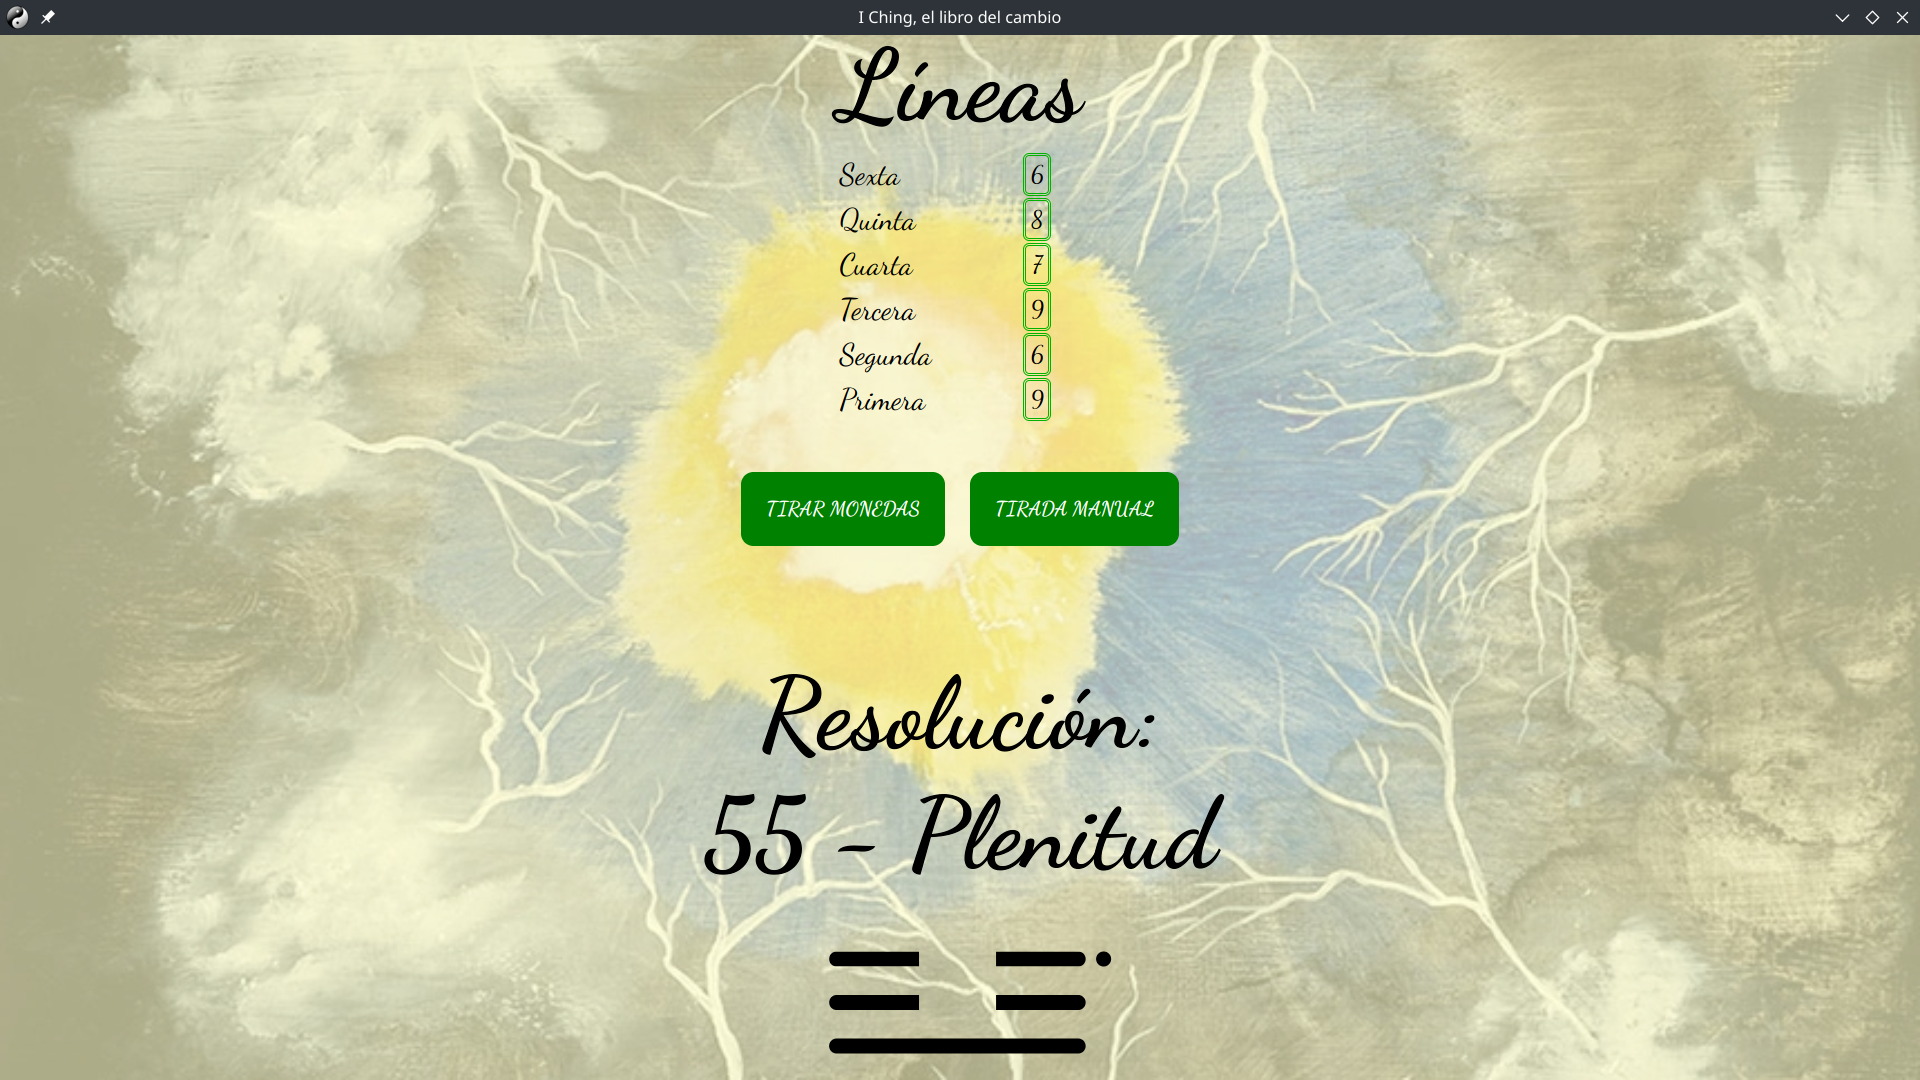 I Ching, el libro del cambio
Líneas
Sexta 6
Quinta 8
Cuarta 7
Tercera 9
Segunda 6
Primera 9
TIRAR MONEDAS TIRADA MANUAL
Resolución:
55 - Plenitud